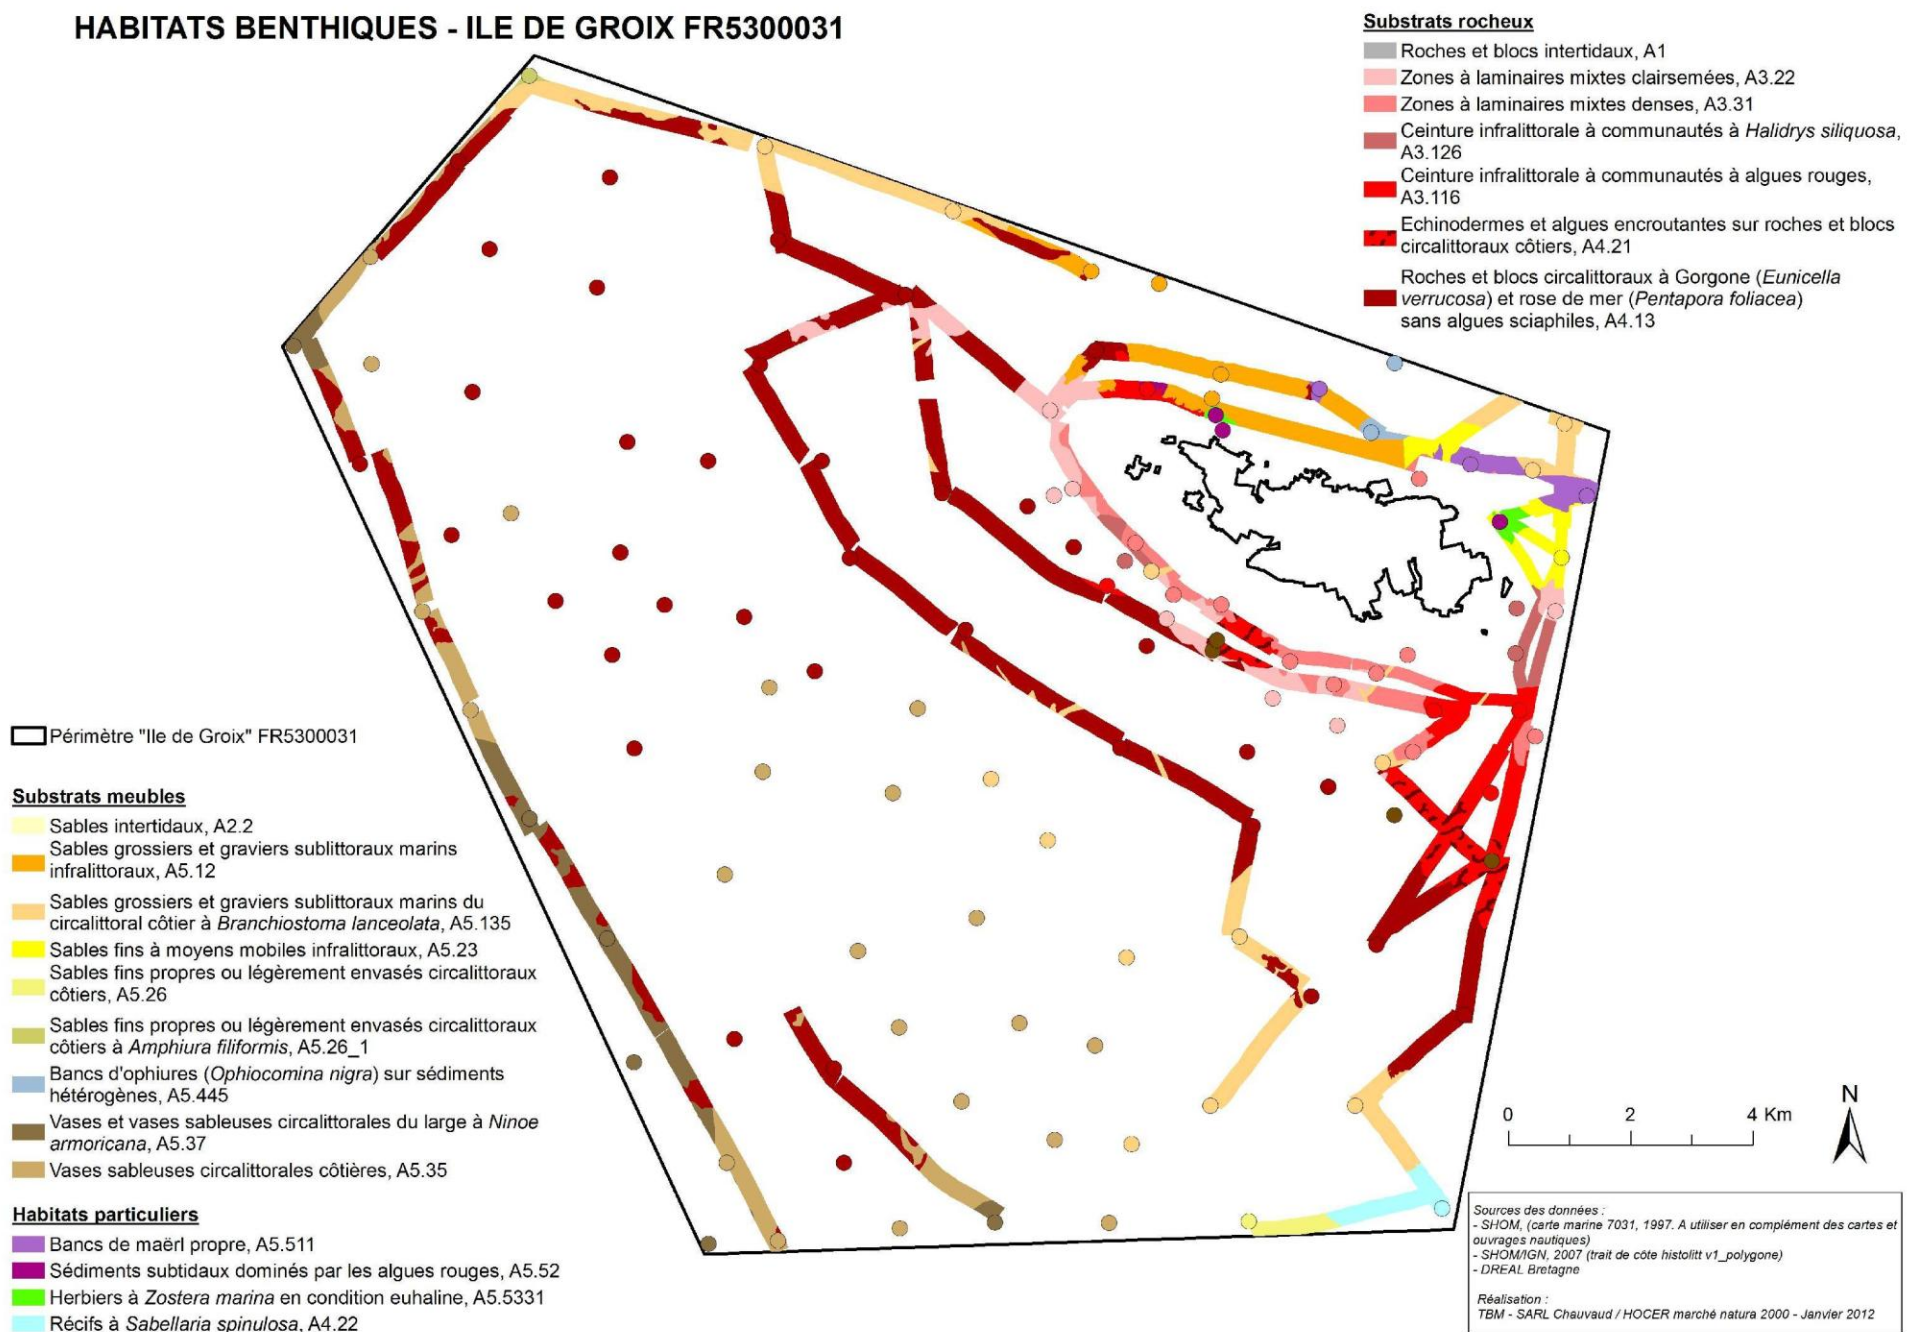 HABITATS BENTHIQUES - ILE DE GROIX FR5300031
Substrats rocheux
Roches et blocs intertidaux, A1
Zones à laminaires mixtes clairsemées, A3.22
Zones à laminaires mixtes denses, A3.31
Ceinture infralittorale à communautés à Halidrys siliquosa,
A3.126
Ceinture infralittorale à communautés à algues rouges,
A3.116
Echinodermes et algues encroutantes sur roches et blocs
circalittoraux côtiers, A4.21
Roches et blocs circalittoraux à Gorgone (Eunicella
verrucosa) et rose de mer (Pentapora foliacea)
sans algues sciaphiles, A4.13
Périmètre "Ile de Groix" FR5300031
Substrats meubles
Sables intertidaux, A2.2
Sables grossiers et graviers sublittoraux marins
infralittoraux, A5.12
Sables grossiers et graviers sublittoraux marins du
circalittoral côtier à Branchiostoma lanceolata, A5.135
Sables fins à moyens mobiles infralittoraux, A5.23
Sables fins propres ou légèrement envasés circalittoraux
côtiers, A5.26
Sables fins propres ou légèrement envasés circalittoraux
côtiers à Amphiura filiformis, A5.26_1
Bancs d'ophiures (Ophiocomina nigra) sur sédiments
hétérogènes, A5.445
Vases et vases sableuses circalittorales du large à Ninoe
armoricana, A5.37
Vases sableuses circalittorales côtières, A5.35
Habitats particuliers
Bancs de maërl propre, A5.511
Sédiments subtidaux dominés par les algues rouges, A5.52
Herbiers à Zostera marina en condition euhaline, A5.5331
Récifs à Sabellaria spinulosa, A4.22
0 2 4 Km
N
Sources des données :
- SHOM, (carte marine 7031, 1997. A utiliser en complément des cartes et
ouvrages nautiques)
- SHOM/IGN, 2007 (trait de côte histolitt v1_polygone)
- DREAL Bretagne
Réalisation :
TBM - SARL Chauvaud / HOCER marché natura 2000 - Janvier 2012